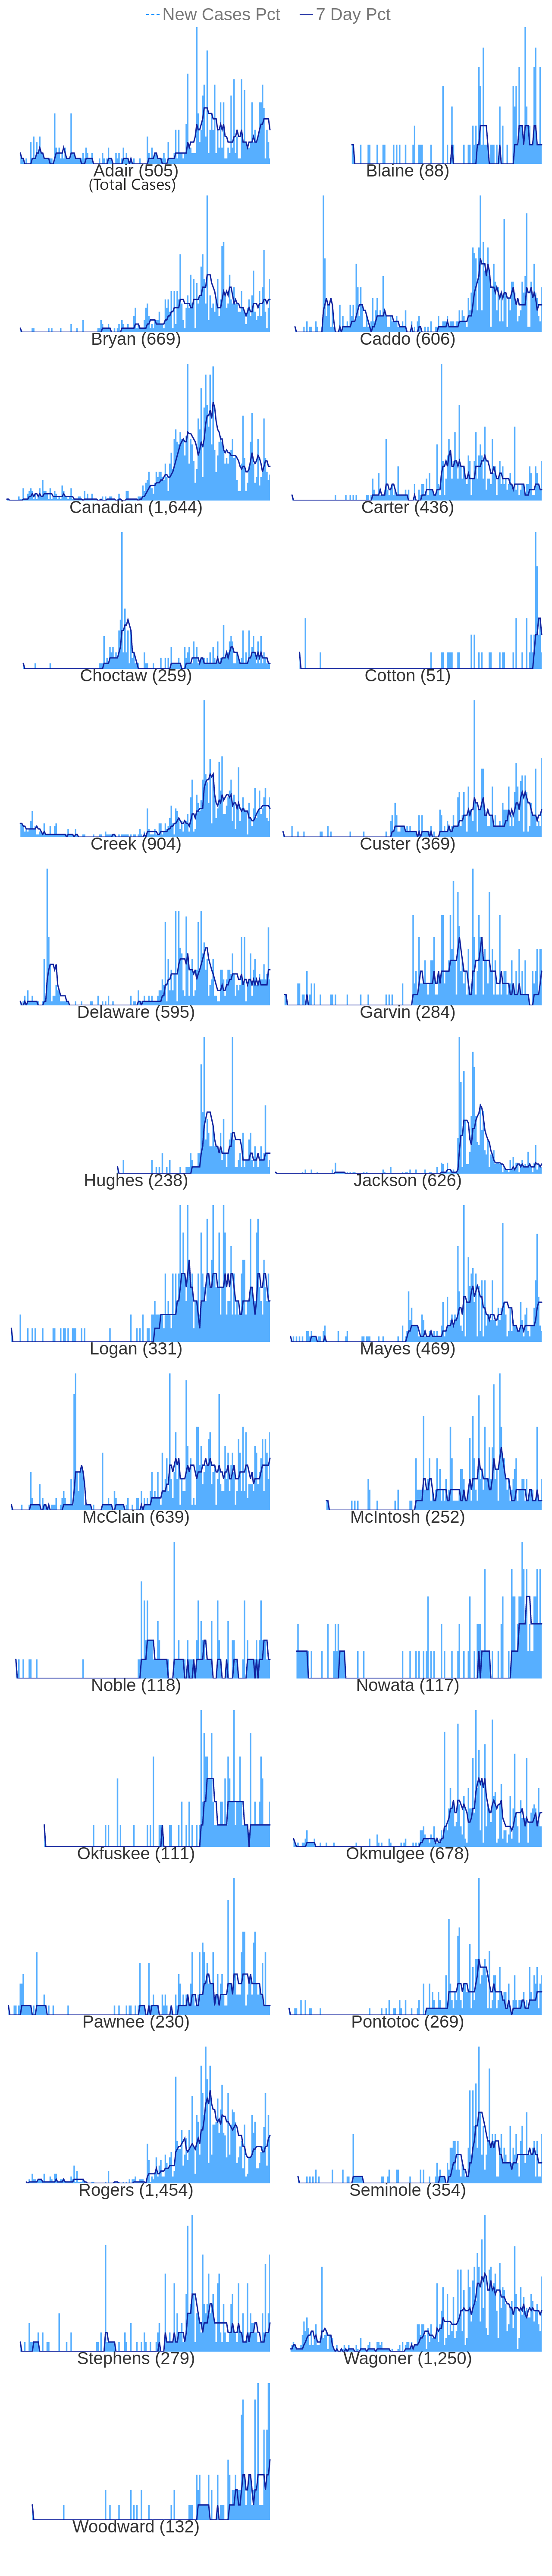 New Cases Pct 7 Day Pct
Adair (505) Blaine (88)
(Total Cases)
Bryan (669) Caddo (606)
Canadian (1,644) Carter (436)
Choctaw (259) Cotton (51)
Creek (904) Custer (369)
Delaware (595) Garvin (284)
Hughes (238) Jackson (626)
Logan (331) Mayes (469)
McClain (639) McIntosh (252)
Noble (118) Nowata (117)
Okfuskee (111) Okmulgee (678)
Pawnee (230) Pontotoc (269)
Rogers (1,454) Seminole (354)
Stephens (279) Wagoner (1,250)
Woodward (132)